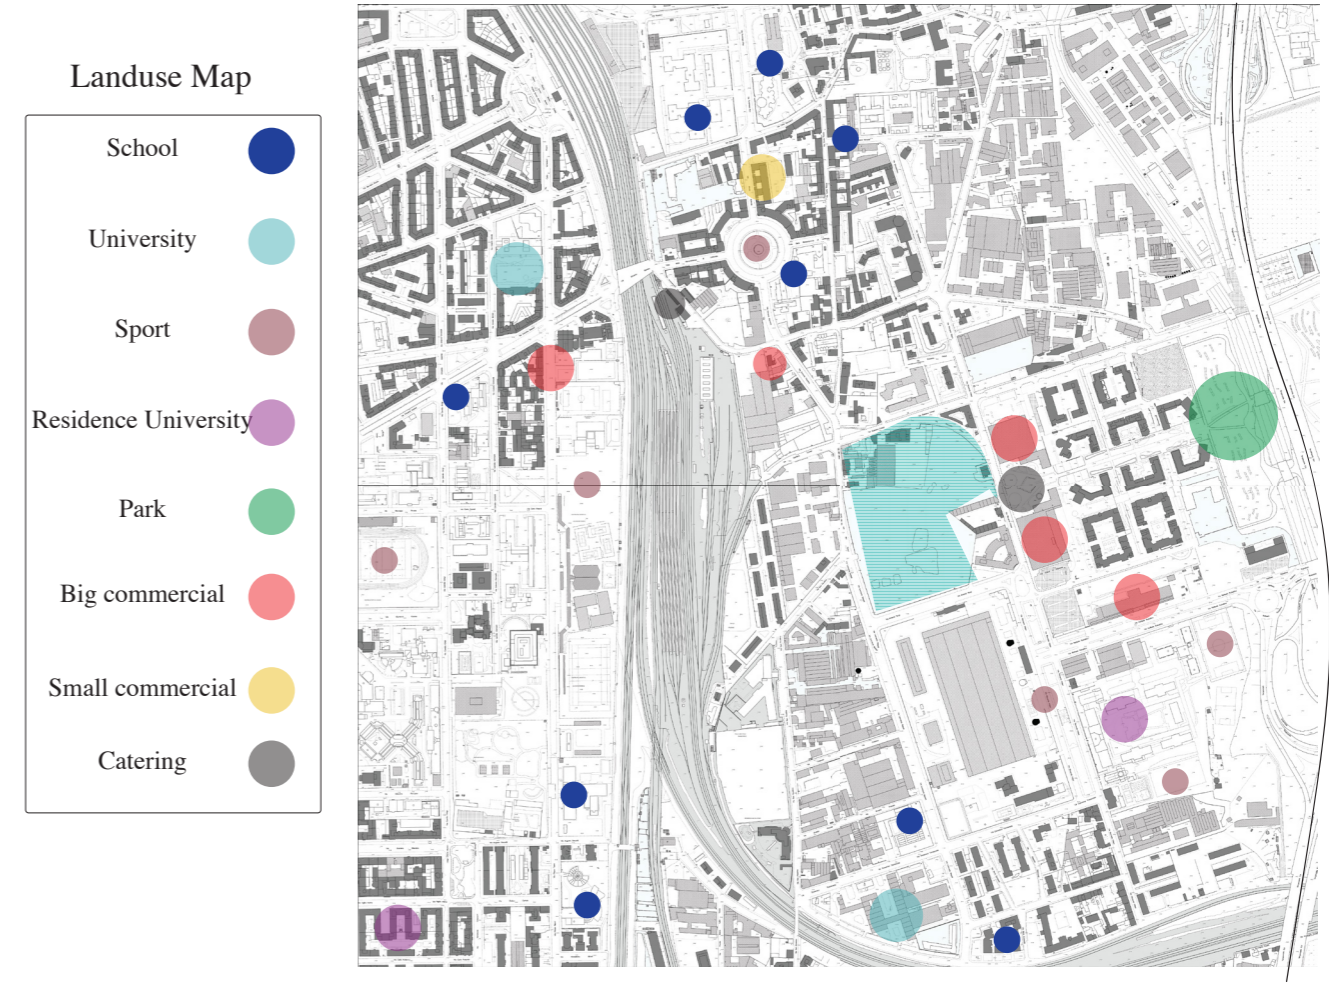 Landuse Map
School
University
Sport
Residence University
Park
Big commercial
Small commercial
Catering